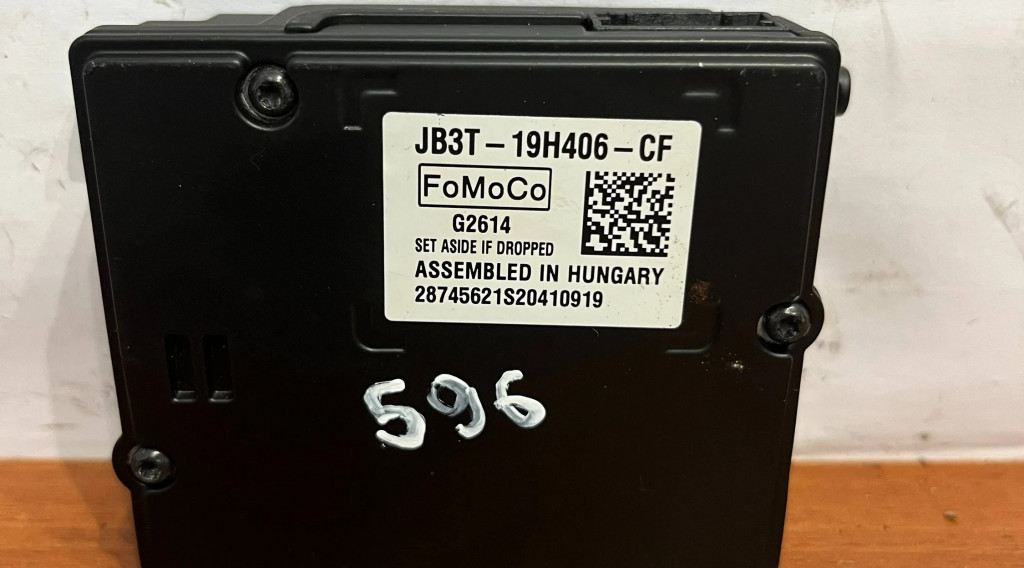 JB3T-19H406-CF
FoMoCo
G2614
SET ASIDE IF DROPPED
ASSEMBLED IN HUNGARY
28745621S20410919
596